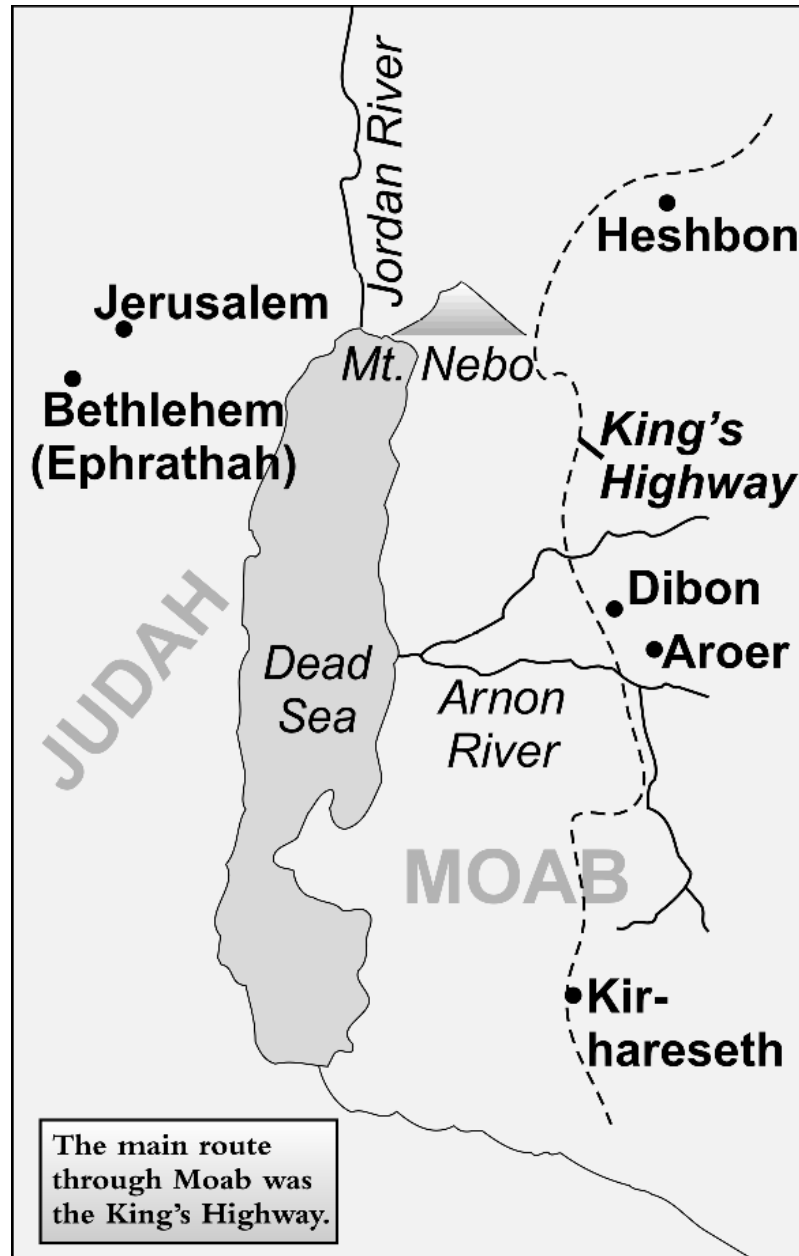 Jordan River
Heshbon
Jerusalem
Mt. Nebo
Bethlehem
(Ephrathah)
King's
Highway
Dibon
Aroer
JUDAH
Dead
Sea
Arnon
River
MOAB
Kir-
hareseth
The main route
through Moab was
the King's Highway.